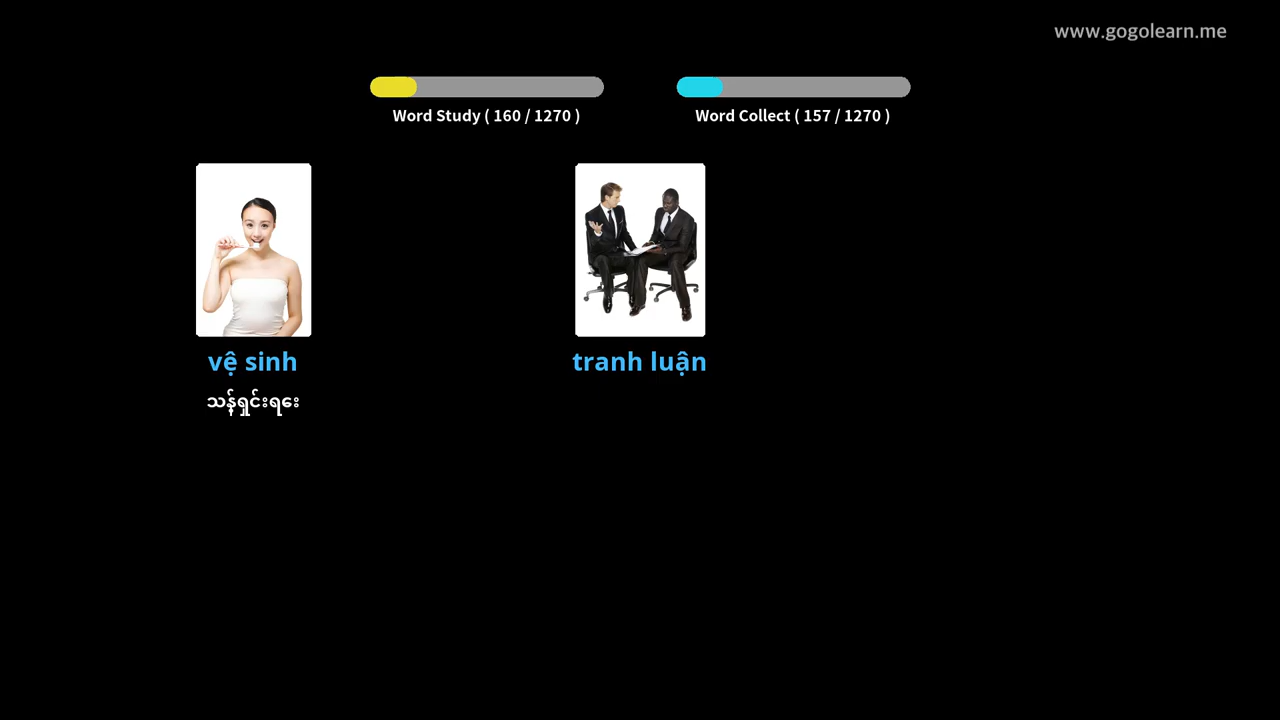 www.gogolearn.me
Word Study ( 160 / 1270 )
Word Collect ( 157 / 1270 )
vệ sinh
tranh luận
သန့်ရှင်းရေး